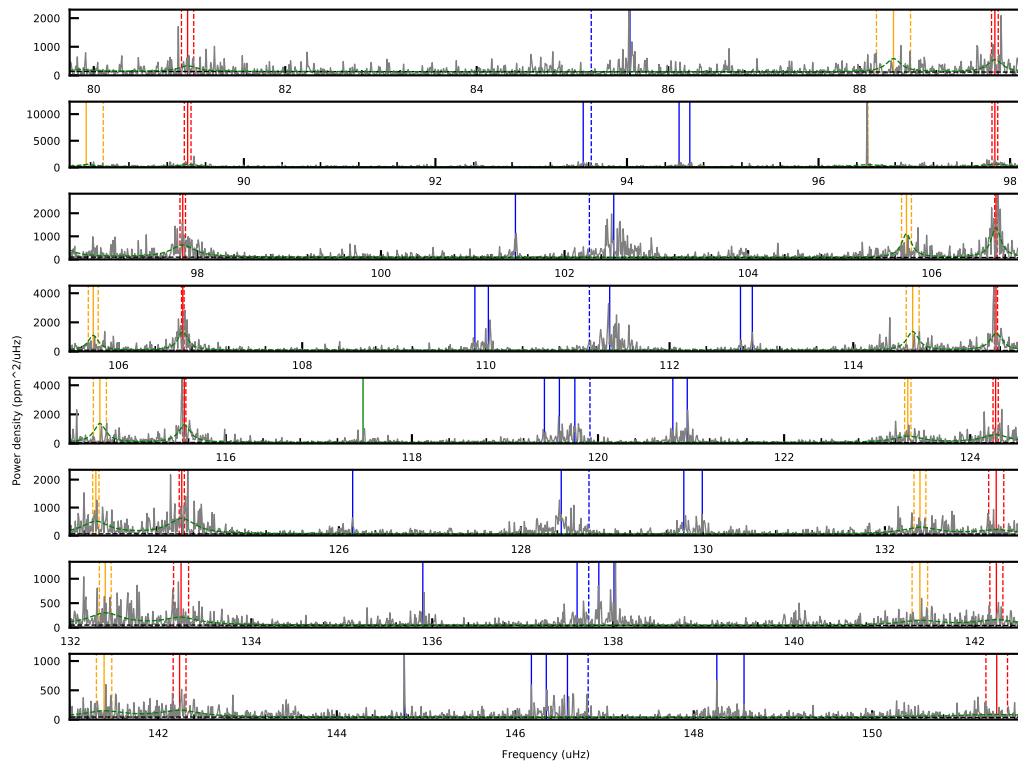 2000
1000
0
80 82 84 86 88
10000
5000
0
90 92 94 96 98
2000
1000
0
98 100 102 104 106
4000
2000
0
106 108 110 112 114
4000
2000
0
116 118 120 122 124
2000
1000
0
124 126 128 130 132
1000
500
0
132 134 136 138 140 142
1000
500
0
142 144 146 148 150
Power density (ppm^2/uHz)
Frequency (uHz)